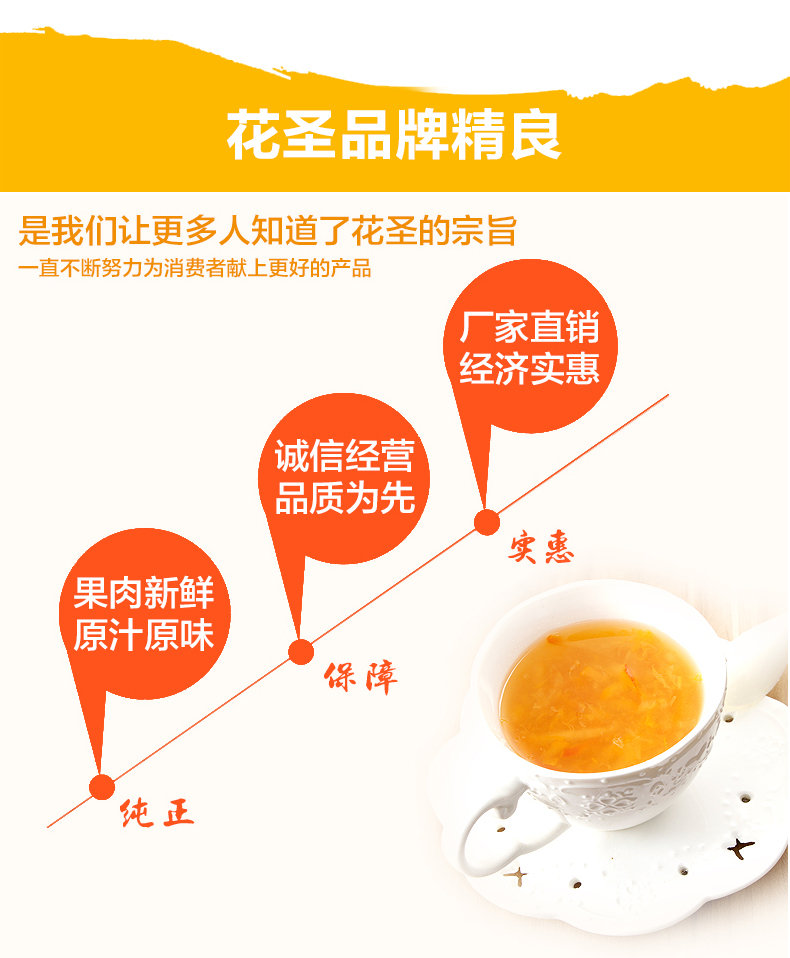 花圣品牌精良
是我们让更多人知道了花圣的宗旨
一直不断努力为消费者献上更好的产品
厂家直销
经济实惠
实惠
诚信经营
品质为先
保障
果肉新鲜
原汁原味
纯正